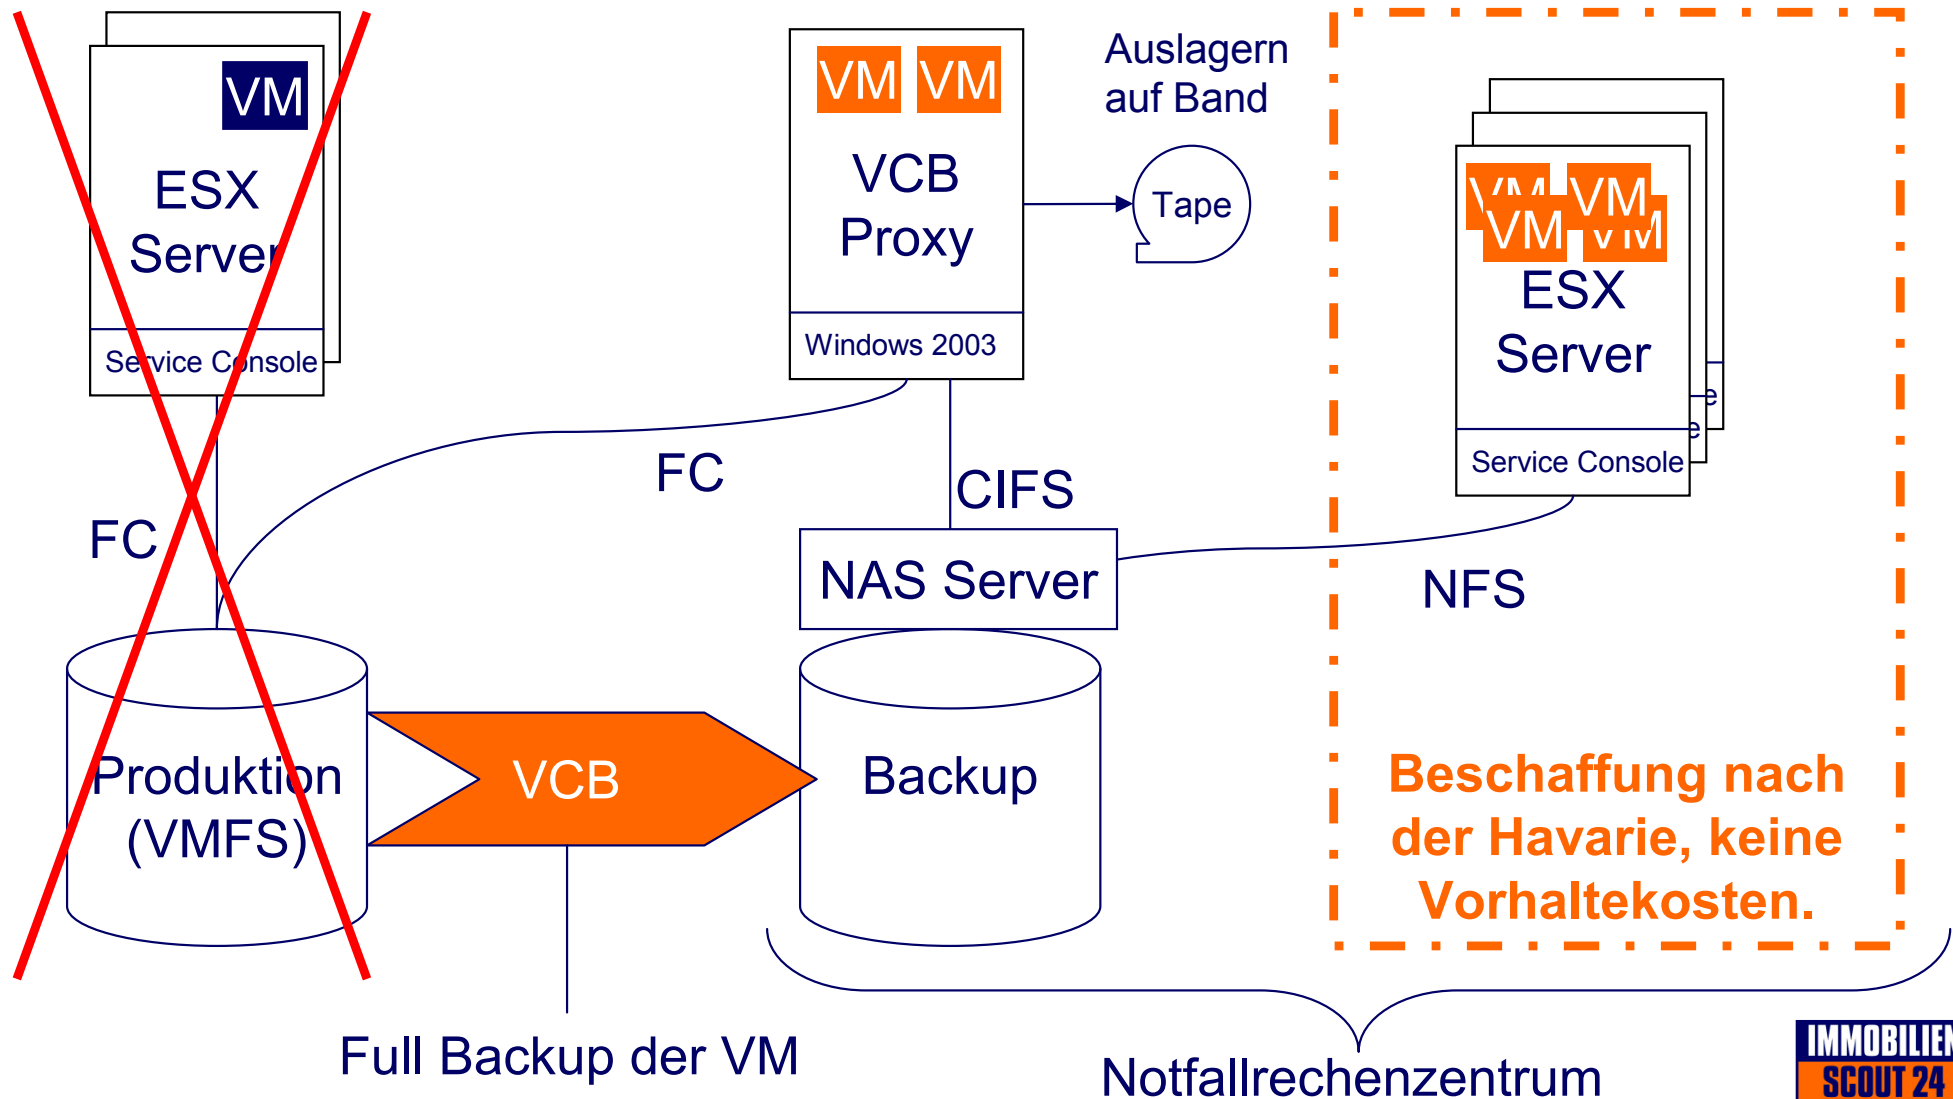 VM
ESX
Server
Service Console
FC
Produktion
(VMFS)
VCB
Full Backup der VM
VM VM
VCB
Proxy
Windows 2003
Auslagern
auf Band
Tape
FC
CIFS
NAS Server
Backup
NFS
VM VM
VM VM
ESX
Server
Service Console
e
e
Beschaffung nach
der Havarie, keine
Vorhaltekosten.
Notfallrechenzentrum
IMMOBILIEN
SCOUT 24